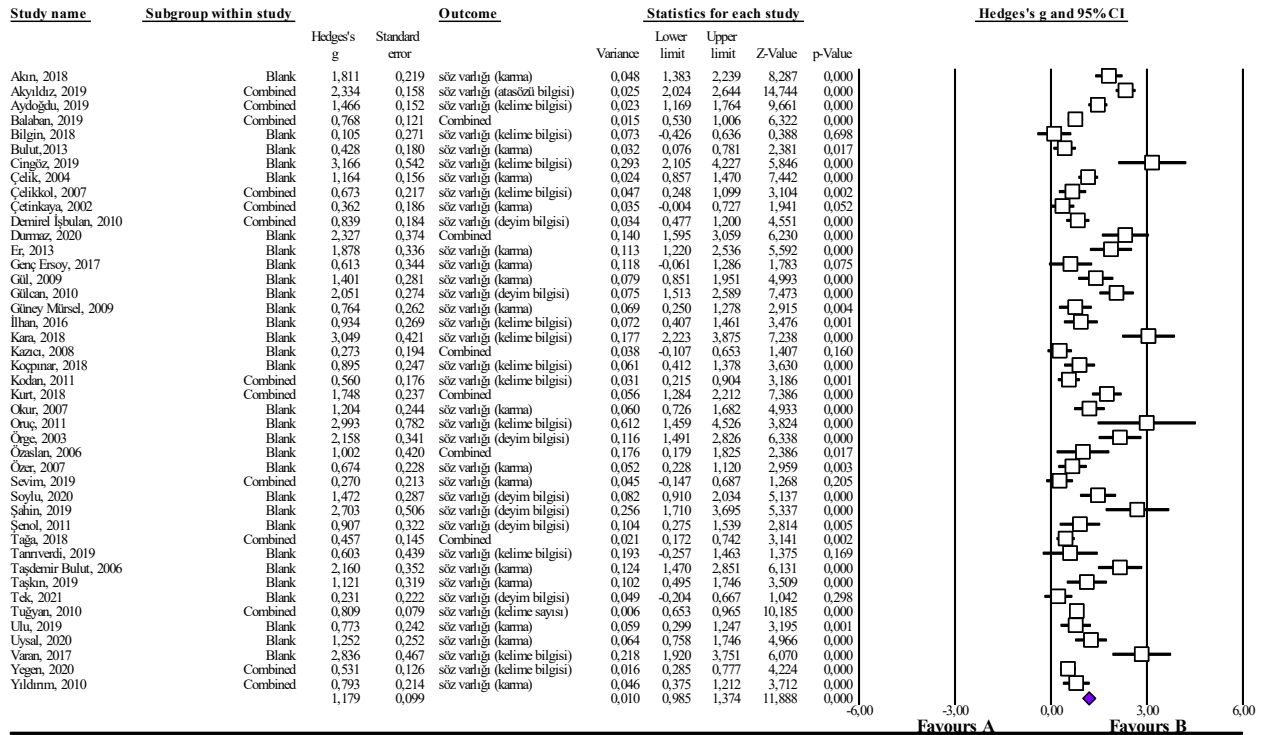 Study name Subgroup within study Outcome Statistics for each study Hedges's g and 95% CI
Hedges's Standard Lower Upper
g error Variance limit limit Z-Value p-Value
Akın, 2018 Blank 1,811 0,219 söz varlığı (karma) 0,048 1,383 2,239 8,287 0,000
Akyıldız, 2019 Combined 2,334 0,158 söz varlığı (atasözü bilgisi) 0,025 2,024 2,644 14,744 0,000
Aydoğdu, 2019 Combined 1,466 0,152 söz varlığı (kelime bilgisi) 0,023 1,169 1,764 9,661 0,000
Balaban, 2019 Combined 0,768 0,121 Combined 0,015 0,530 1,006 6,322 0,000
Bilgin, 2018 Blank 0,105 0,271 söz varlığı (kelime bilgisi) 0,073 -0,426 0,636 0,388 0,698
Bulut,2013 Blank 0,428 0,180 söz varlığı (karma) 0,032 0,076 0,781 2,381 0,017
Cingöz, 2019 Blank 3,166 0,542 söz varlığı (kelime bilgisi) 0,293 2,105 4,227 5,846 0,000
Çelik, 2004 Blank 1,164 0,156 söz varlığı (karma) 0,024 0,857 1,470 7,442 0,000
Çelikkol, 2007 Combined 0,673 0,217 söz varlığı (kelime bilgisi) 0,047 0,248 1,099 3,104 0,002
Çetinkaya, 2002 Combined 0,362 0,186 söz varlığı (karma) 0,035 -0,004 0,727 1,941 0,052
Demirel İşbulan, 2010 Combined 0,839 0,184 söz varlığı (deyim bilgisi) 0,034 0,477 1,200 4,551 0,000
Durmaz, 2020 Blank 2,327 0,374 Combined 0,140 1,595 3,059 6,230 0,000
Er, 2013 Blank 1,878 0,336 söz varlığı (karma) 0,113 1,220 2,536 5,592 0,000
Genç Ersoy, 2017 Blank 0,613 0,344 söz varlığı (karma) 0,118 -0,061 1,286 1,783 0,075
Gül, 2009 Blank 1,401 0,281 söz varlığı (karma) 0,079 0,851 1,951 4,993 0,000
Gülcan, 2010 Blank 2,051 0,274 söz varlığı (deyim bilgisi) 0,075 1,513 2,589 7,473 0,000
Güney Mürsel, 2009 Blank 0,764 0,262 söz varlığı (karma) 0,069 0,250 1,278 2,915 0,004
İlhan, 2016 Blank 0,934 0,269 söz varlığı (kelime bilgisi) 0,072 0,407 1,461 3,476 0,001
Kara, 2018 Blank 3,049 0,421 söz varlığı (kelime bilgisi) 0,177 2,223 3,875 7,238 0,000
Kazıcı, 2008 Blank 0,273 0,194 Combined 0,038 -0,107 0,653 1,407 0,160
Koçpınar, 2018 Blank 0,895 0,247 söz varlığı (kelime bilgisi) 0,061 0,412 1,378 3,630 0,000
Kodan, 2011 Combined 0,560 0,176 söz varlığı (kelime bilgisi) 0,031 0,215 0,904 3,186 0,001
Kurt, 2018 Combined 1,748 0,237 Combined 0,056 1,284 2,212 7,386 0,000
Okur, 2007 Blank 1,204 0,244 söz varlığı (karma) 0,060 0,726 1,682 4,933 0,000
Oruç, 2011 Blank 2,993 0,782 söz varlığı (kelime bilgisi) 0,612 1,459 4,526 3,824 0,000
Örge, 2003 Blank 2,158 0,341 söz varlığı (deyim bilgisi) 0,116 1,491 2,826 6,338 0,000
Özaslan, 2006 Blank 1,002 0,420 Combined 0,176 0,179 1,825 2,386 0,017
Özer, 2007 Blank 0,674 0,228 söz varlığı (karma) 0,052 0,228 1,120 2,959 0,003
Sevim, 2019 Combined 0,270 0,213 söz varlığı (karma) 0,045 -0,147 0,687 1,268 0,205
Soylu, 2020 Blank 1,472 0,287 söz varlığı (deyim bilgisi) 0,082 0,910 2,034 5,137 0,000
Şahin, 2019 Blank 2,703 0,506 söz varlığı (deyim bilgisi) 0,256 1,710 3,695 5,337 0,000
Şenol, 2011 Blank 0,907 0,322 söz varlığı (deyim bilgisi) 0,104 0,275 1,539 2,814 0,005
Tağa, 2018 Combined 0,457 0,145 Combined 0,021 0,172 0,742 3,141 0,002
Tanrıverdi, 2019 Blank 0,603 0,439 söz varlığı (kelime bilgisi) 0,193 -0,257 1,463 1,375 0,169
Taşdemir Bulut, 2006 Blank 2,160 0,352 söz varlığı (karma) 0,124 1,470 2,851 6,131 0,000
Taşkın, 2019 Blank 1,121 0,319 söz varlığı (karma) 0,102 0,495 1,746 3,509 0,000
Tek, 2021 Blank 0,231 0,222 söz varlığı (deyim bilgisi) 0,049 -0,204 0,667 1,042 0,298
Tuğyan, 2010 Combined 0,809 0,079 söz varlığı (kelime sayısı) 0,006 0,653 0,965 10,185 0,000
Ulu, 2019 Blank 0,773 0,242 söz varlığı (karma) 0,059 0,299 1,247 3,195 0,001
Uysal, 2020 Blank 1,252 0,252 söz varlığı (karma) 0,064 0,758 1,746 4,966 0,000
Varan, 2017 Blank 2,836 0,467 söz varlığı (kelime bilgisi) 0,218 1,920 3,751 6,070 0,000
Yegen, 2020 Combined 0,531 0,126 söz varlığı (kelime bilgisi) 0,016 0,285 0,777 4,224 0,000
Yıldırım, 2010 Combined 0,793 0,214 söz varlığı (karma) 0,046 0,375 1,212 3,712 0,000
1,179 0,099 0,010 0,985 1,374 11,888 0,000
-6,00 -3,00 0,00 3,00 6,00
Favours A Favours B